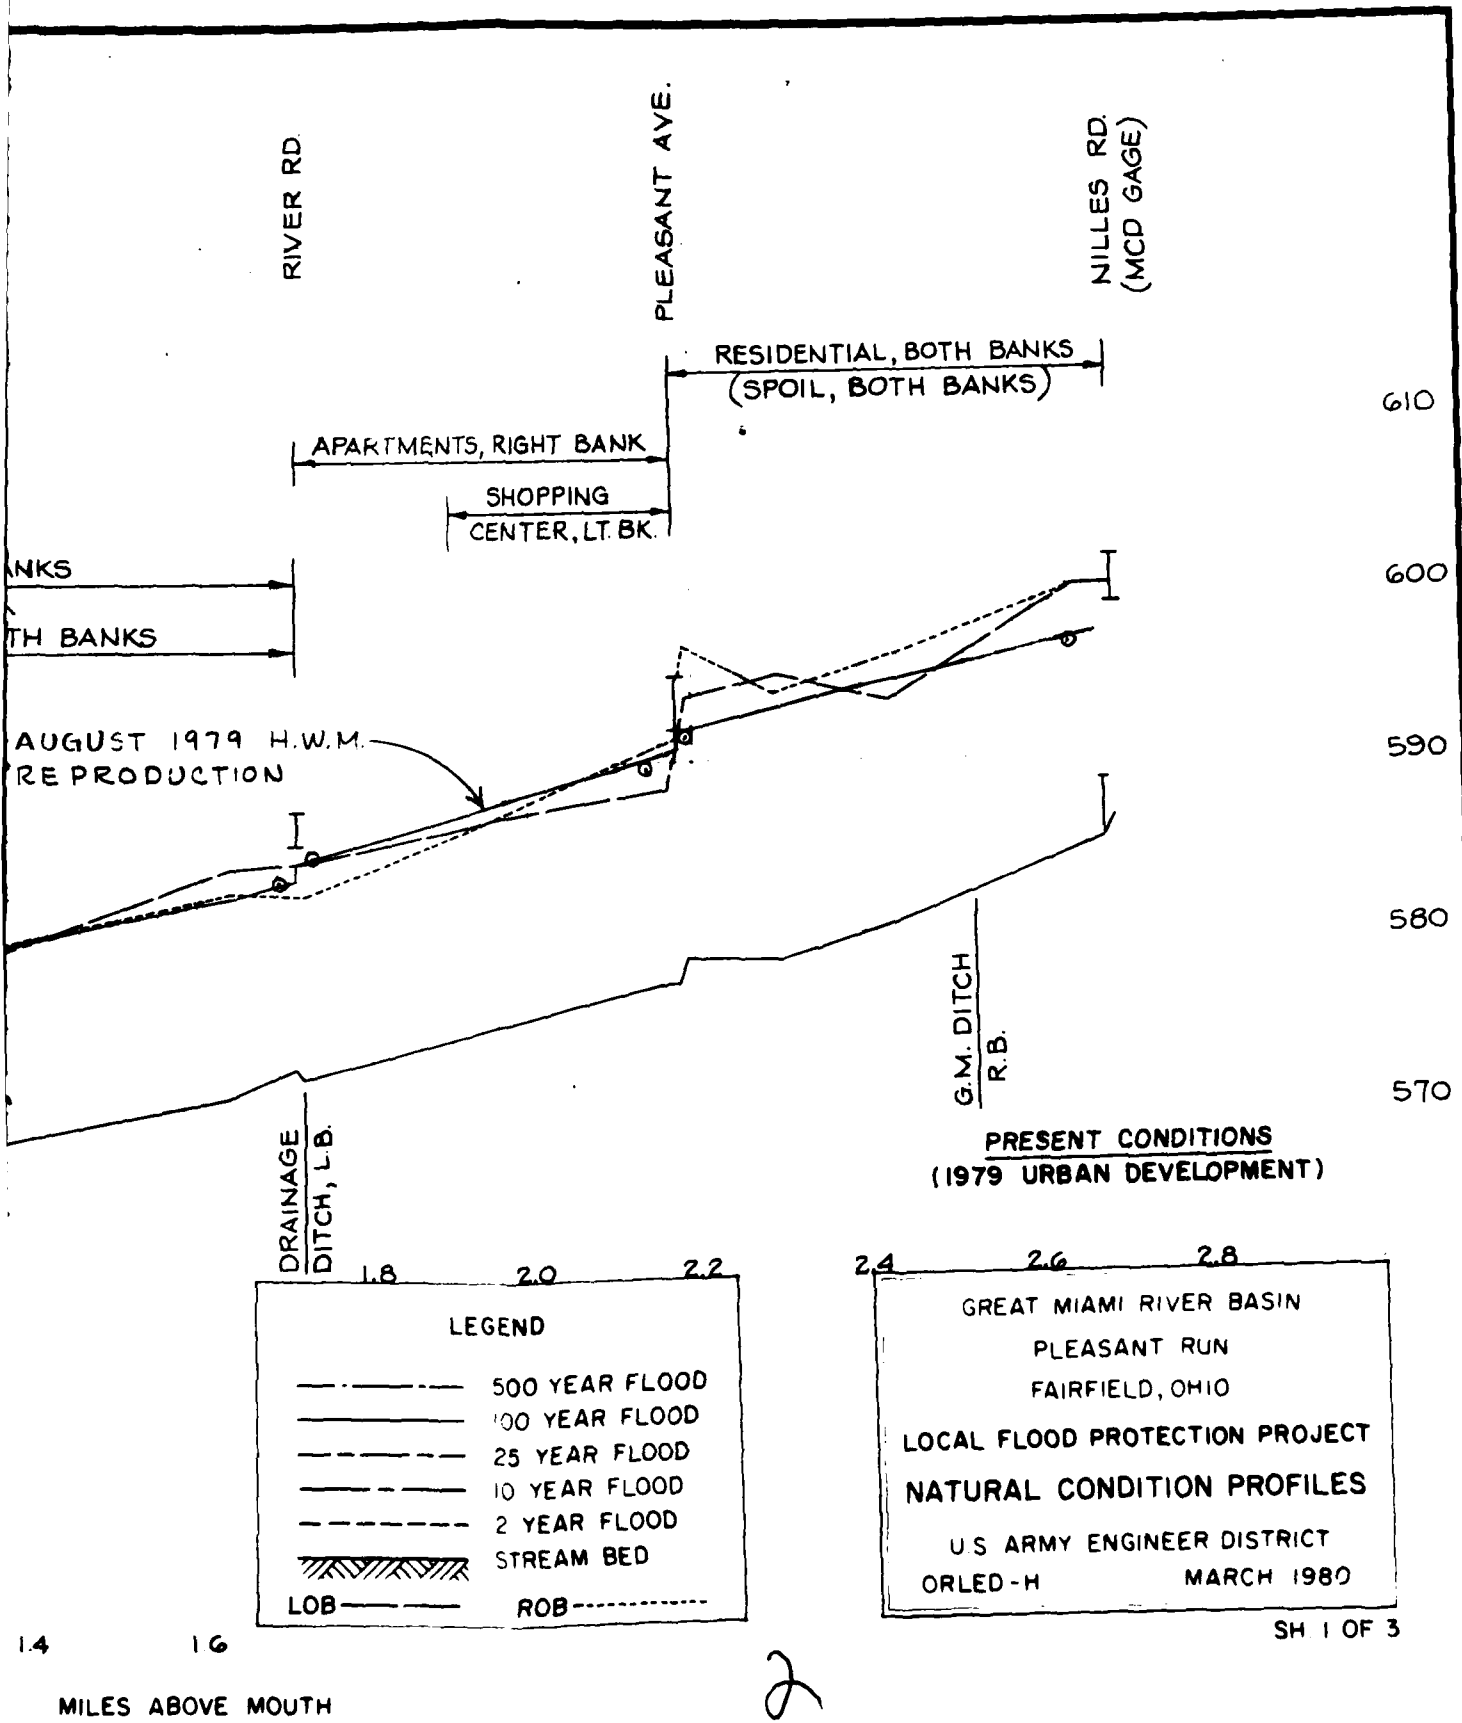 RIVER RD.
PLEASANT AVE.
NILLES RD.
(MCD GAGE)
RESIDENTIAL, BOTH BANKS
(SPOIL, BOTH BANKS)
610
APARTMENTS, RIGHT BANK
SHOPPING
CENTER, LT. BK.
NKS
600
TH BANKS
AUGUST 1979 H.W.M.
REPRODUCTION
590
580
G.M. DITCH
R.B.
570
PRESENT CONDITIONS
(1979 URBAN DEVELOPMENT)
DRAINAGE
DITCH, L.B.
1.8 2.0 2.2 2.4 2.6 2.8
LEGEND
500 YEAR FLOOD
100 YEAR FLOOD
25 YEAR FLOOD
10 YEAR FLOOD
2 YEAR FLOOD
STREAM BED
LOB ROB
GREAT MIAMI RIVER BASIN
PLEASANT RUN
FAIRFIELD, OHIO
LOCAL FLOOD PROTECTION PROJECT
NATURAL CONDITION PROFILES
U.S. ARMY ENGINEER DISTRICT
ORLED-H MARCH 1980
SH. 1 OF 3
1.4 1.6
MILES ABOVE MOUTH
2